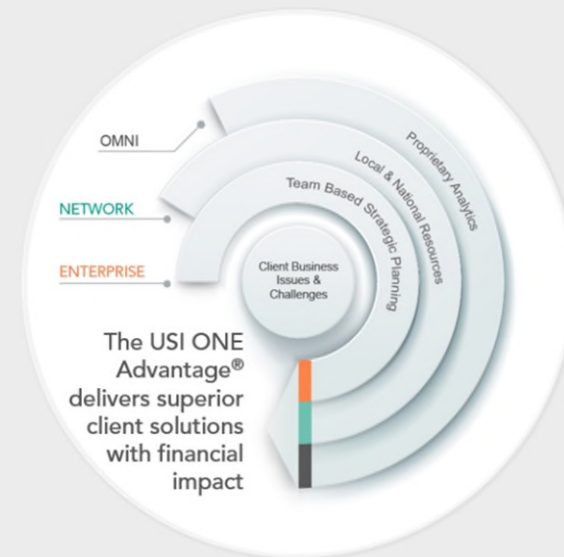 OMNI
NETWORK
ENTERPRISE
Proprietary Analytics
Local & National Resources
Team Based Strategic Planning
Client Business
Issues &
Challenges
The USI ONE
Advantage®
delivers superior
client solutions
with financial
impact